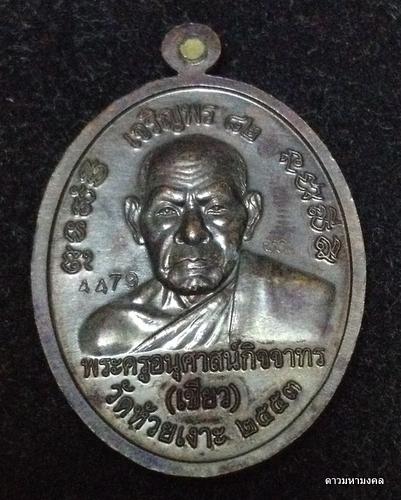 เจริญพร ๘๒
4479
พระครูอนุศาสน์กิจจาทร
(เขียว)
วัดห้วยเงาะ ๒๕๕๓
ดาวมหามงคล